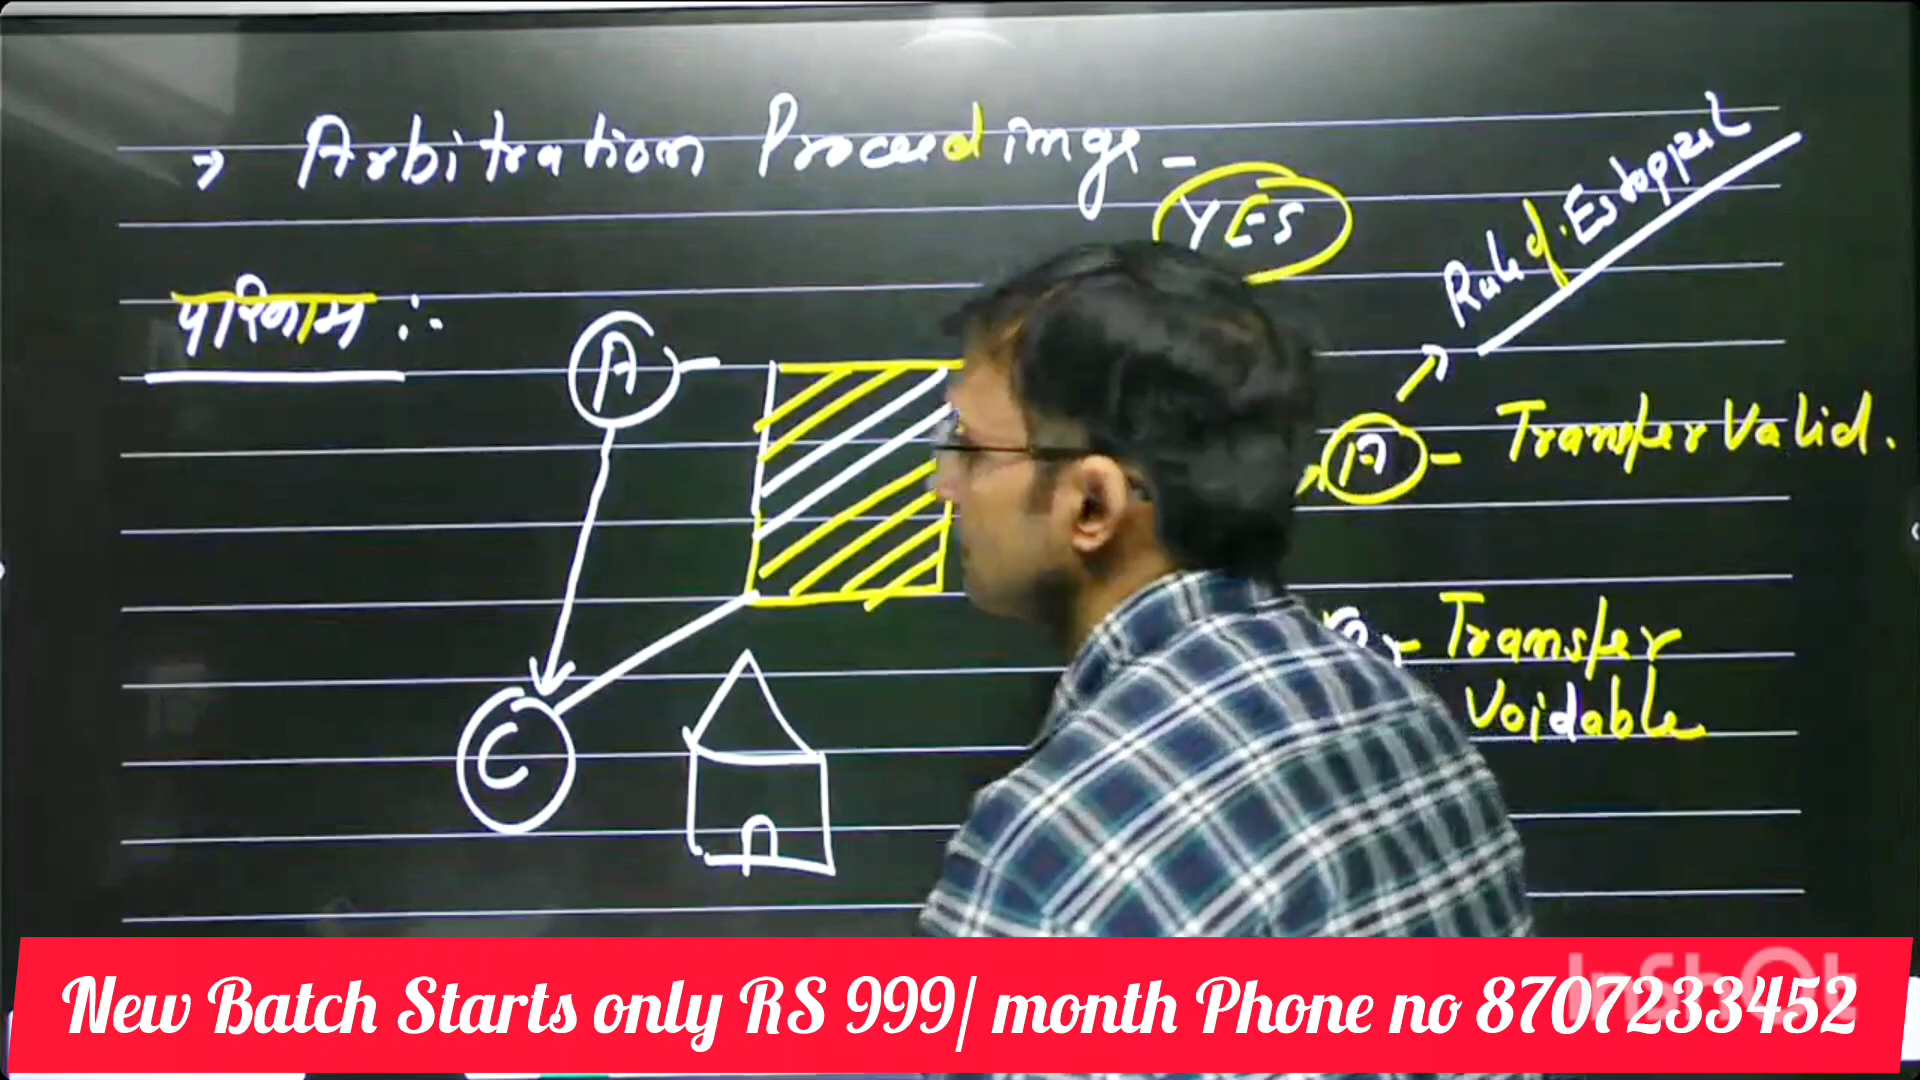 → Arbitration Proceedings -
YES
Rule of Estoppel
परिणाम :-
A
A - Transfer Valid.
- Transfer
Voidable
C
New Batch Starts only RS 999/ month Phone no 8707233452
InShOt